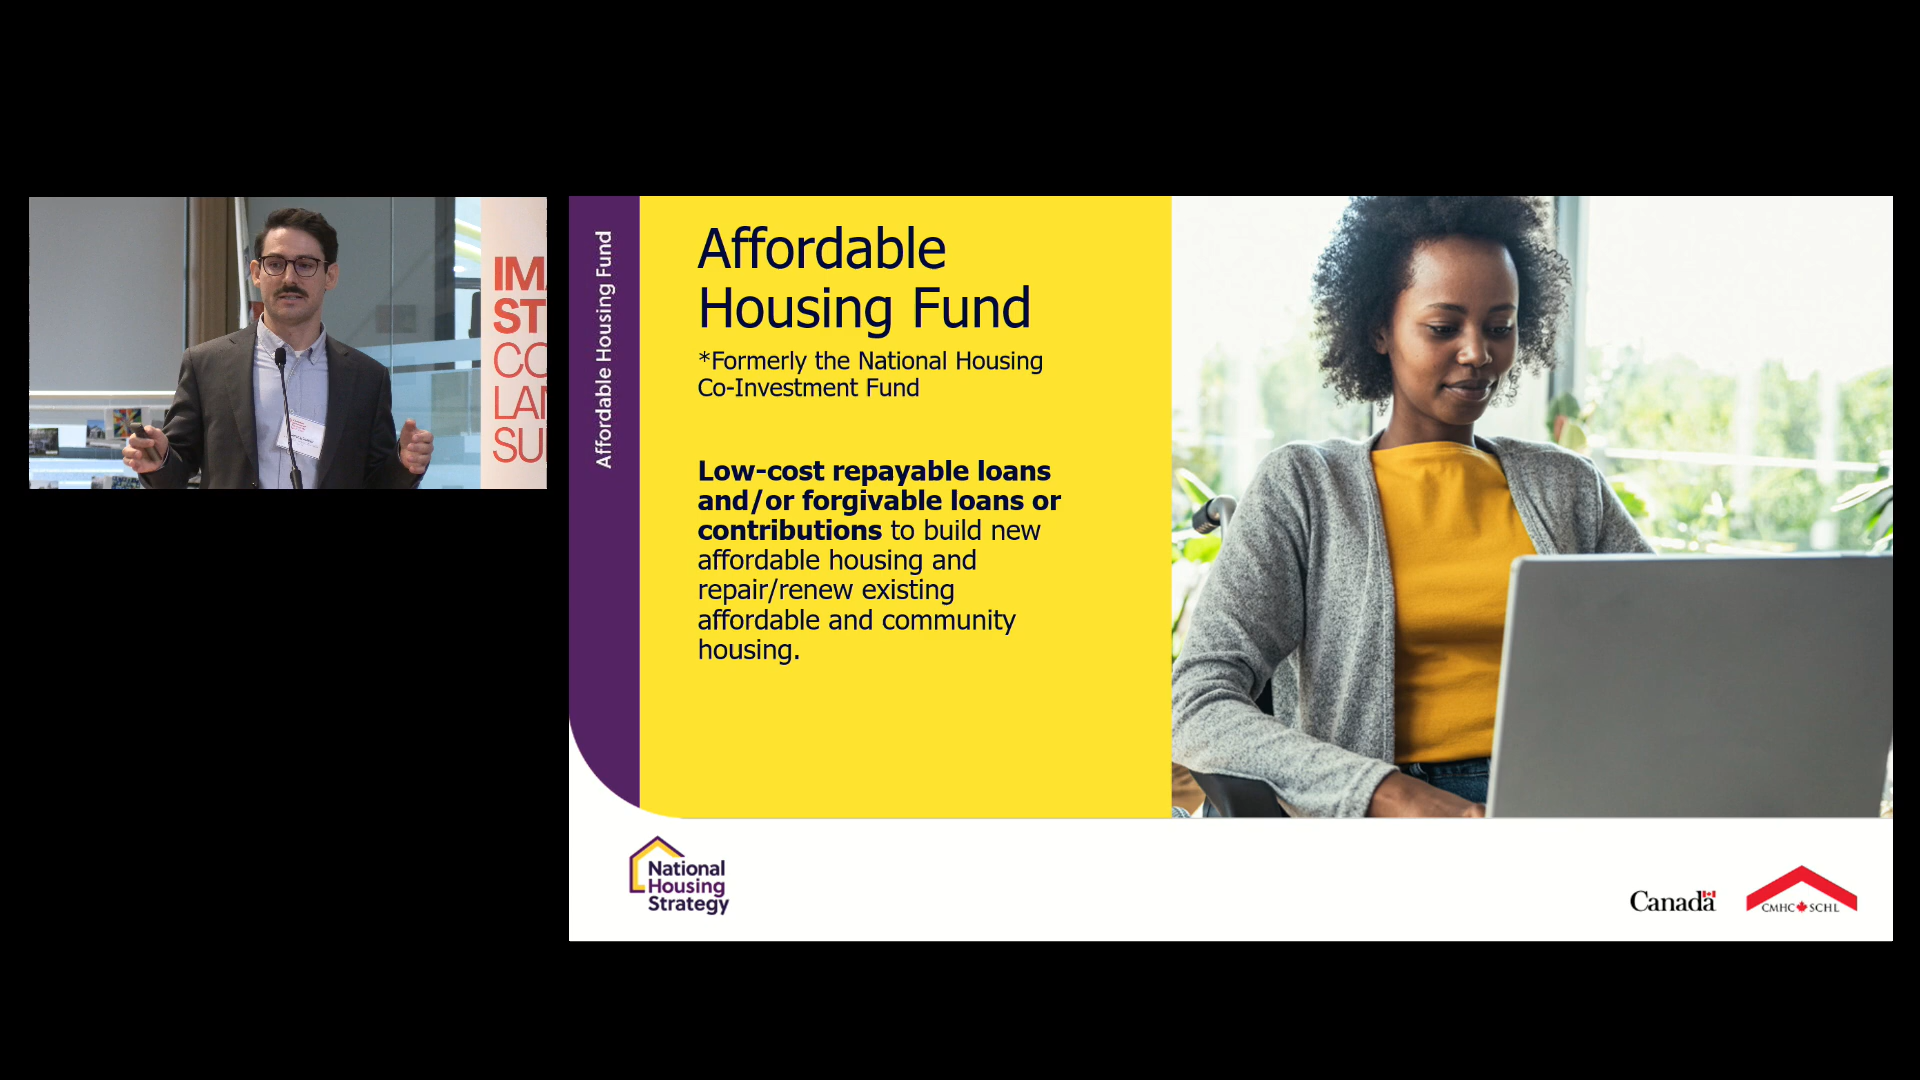 IM
ST
CO
LAN
SU
Affordable Housing Fund
Affordable
Housing Fund
*Formerly the National Housing
Co-Investment Fund
Low-cost repayable loans
and/or forgivable loans or
contributions to build new
affordable housing and
repair/renew existing
affordable and community
housing.
National
Housing
Strategy
Canada
CMHC SCHL